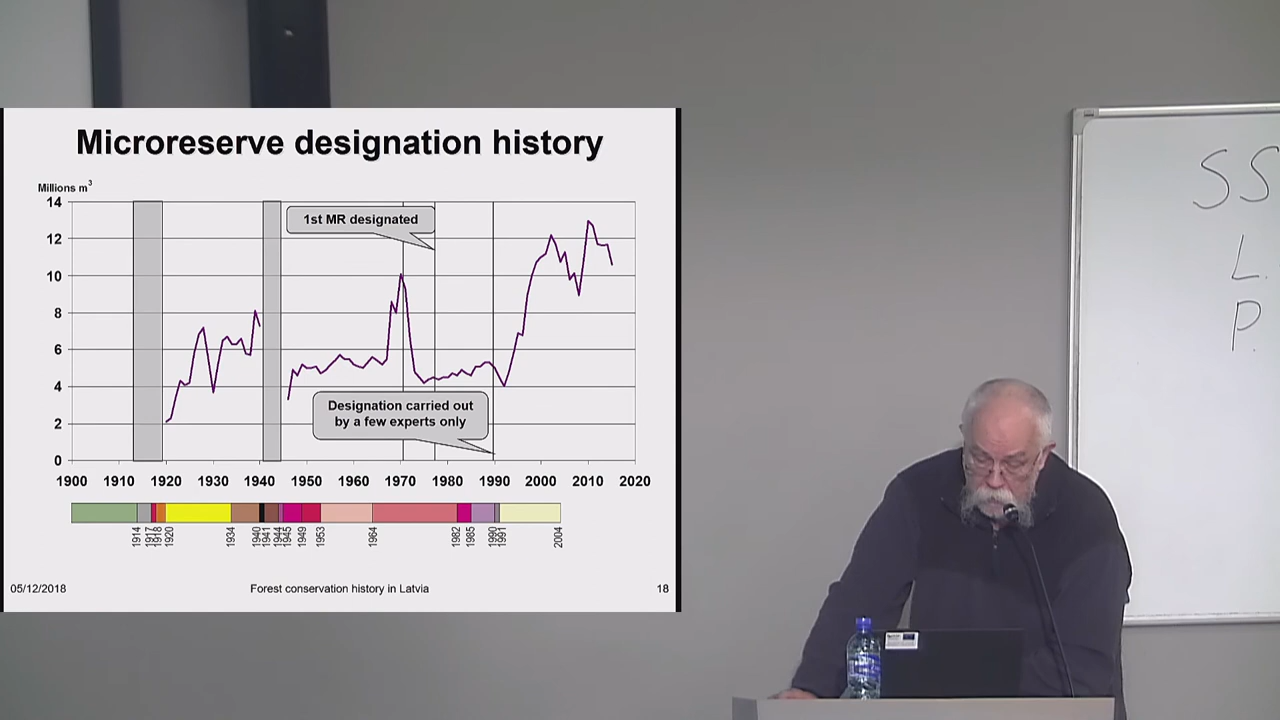 Microreserve designation history
Millions m³
14
12
10
8
6
4
2
0
1st MR designated
Designation carried out
by a few experts only
1900 1910 1920 1930 1940 1950 1960 1970 1980 1990 2000 2010 2020
1914 1917 1918 1920 1934 1940 1941 1944 1945 1949 1953 1964 1982 1985 1990 1991 2004
05/12/2018 Forest conservation history in Latvia 18
SS
L.
P.